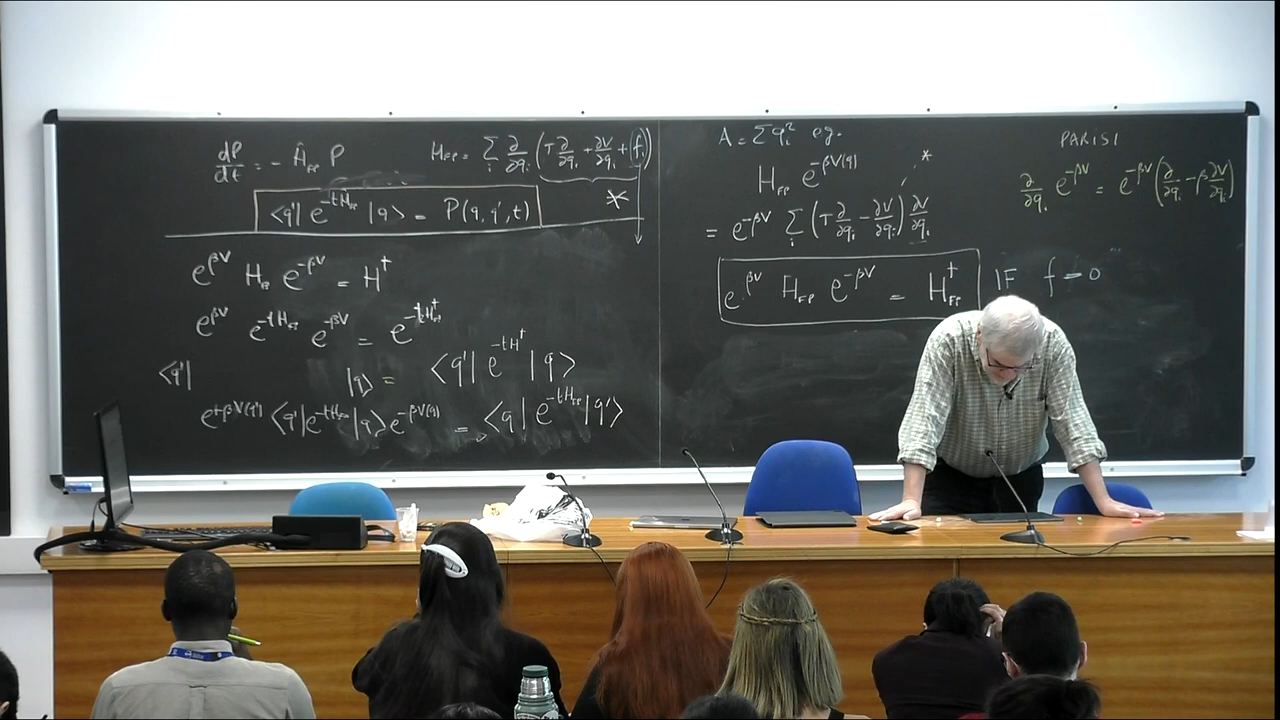 dP/dt = - Ĥ_FP P
H_FP = Σ_i ∂/∂q_i (T ∂/∂q_i + ∂V/∂q_i + f_i)
⟨q'| e^{-tH_FP} |q⟩ = P(q, q', t)
*
e^{βV} H_FP e^{-βV} = H^†
e^{βV} e^{-tH_FP} e^{-βV} = e^{-tH^†}
⟨q'| |q⟩ = ⟨q'| e^{-tH^†} |q⟩
e^{+βV(q')} ⟨q'| e^{-tH_FP} |q⟩ e^{-βV(q)} = ⟨q| e^{-tH_FP} |q'⟩
A = Σ q_i^2 eg.
H_FP e^{-βV(q)}
*
= e^{-βV} Σ_i (T ∂/∂q_i - ∂V/∂q_i) ∂V/∂q_i
e^{βV} H_FP e^{-βV} = H_FP^† IF f = 0
PARISI
∂/∂q_i e^{-βV} = e^{-βV} (∂/∂q_i - β ∂V/∂q_i)